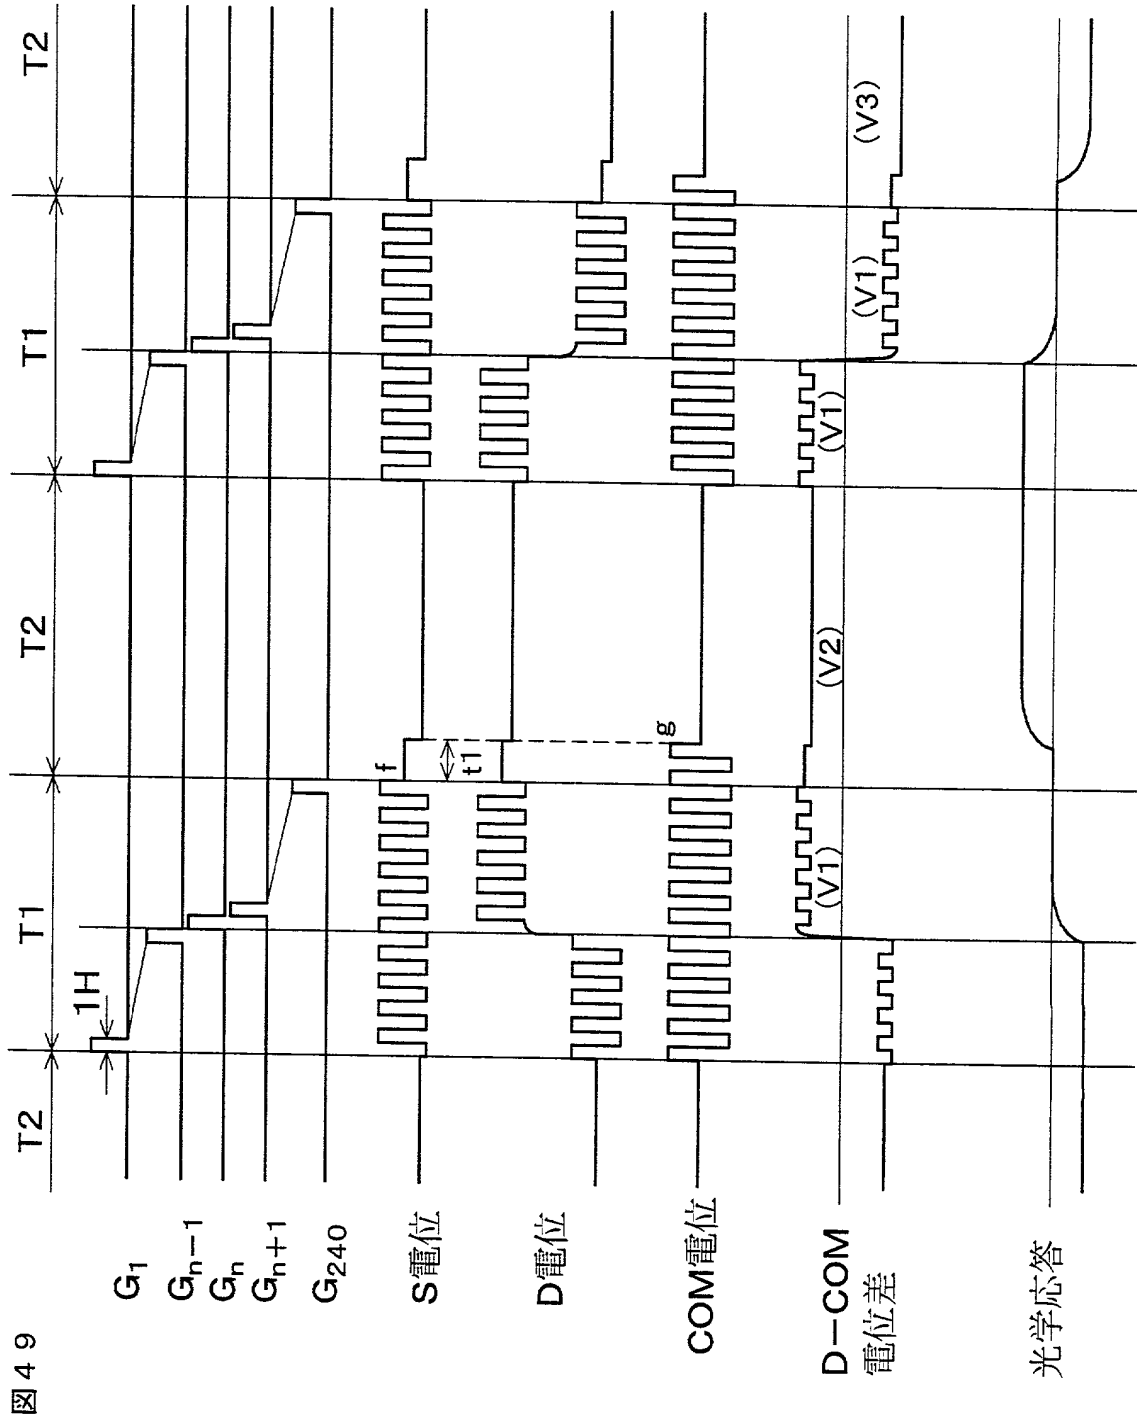 図49
T2
T1
T2
T1
T2
1H
G1
Gn-1
Gn
Gn+1
G240
S電位
f
t1
D電位
COM電位
g
D-COM
電位差
(V1)
(V2)
(V1)
(V1)
(V3)
光学応答